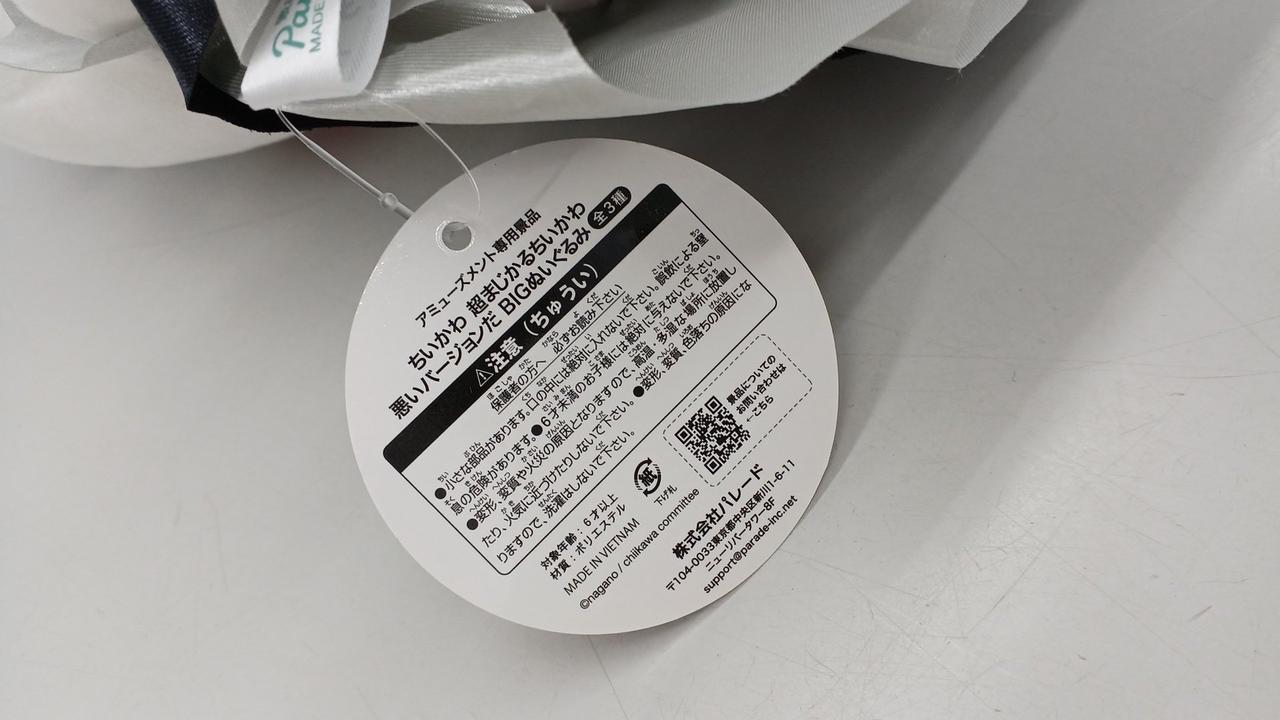 Pa
MADE
アミューズメント専用景品
ちいかわ 超まじかるちいかわ
悪いバージョンだ BIGぬいぐるみ 全3種
⚠注意(ちゅうい)
保護者の方へ 必ずお読み下さい
●小さな部品があります。口の中には絶対に入れないで下さい。誤飲による窒
息の危険があります。●6才未満のお子様には絶対に与えないで下さい。
●変形、変質や火災の原因となりますので、高温、多湿な場所に放置し
たり、火気に近づけたりしないで下さい。●変形、変質、色落ちの原因にな
りますので、洗濯はしないで下さい。
対象年齢:6才以上
材質:ポリエステル
MADE IN VIETNAM
©nagano / chiikawa committee
紙
下げ札
景品についての
お問い合わせは
←こちら
株式会社パレード
〒104-0033東京都中央区新川1-6-11
ニューリバータワー8F
support@parade-inc.net